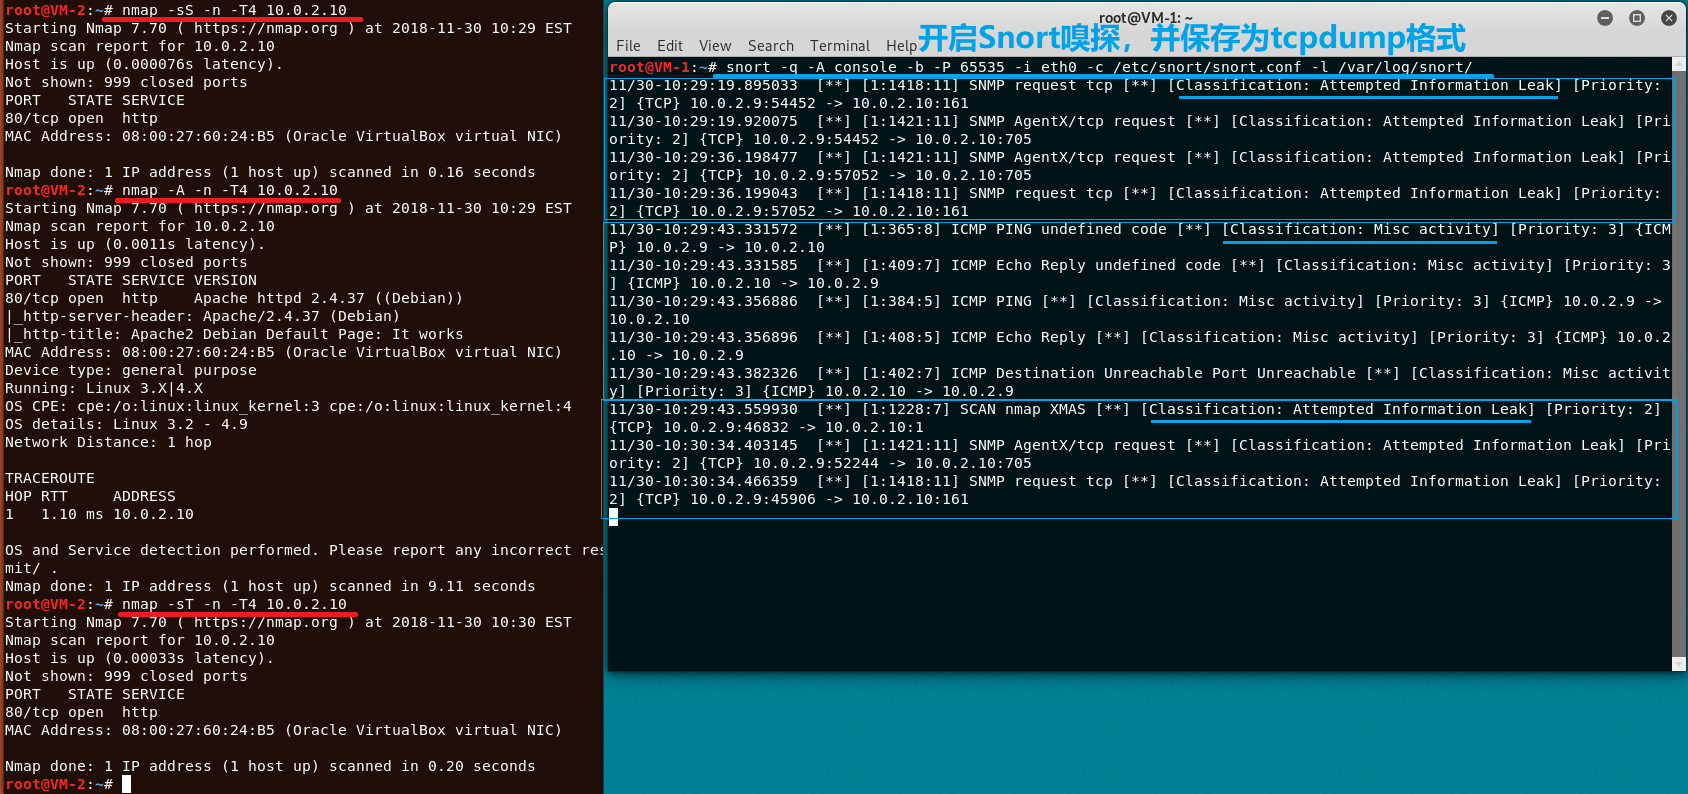 root@VM-2:~# nmap -sS -n -T4 10.0.2.10
Starting Nmap 7.70 ( https://nmap.org ) at 2018-11-30 10:29 EST
Nmap scan report for 10.0.2.10
Host is up (0.000076s latency).
Not shown: 999 closed ports
PORT   STATE SERVICE
80/tcp open  http
MAC Address: 08:00:27:60:24:B5 (Oracle VirtualBox virtual NIC)
Nmap done: 1 IP address (1 host up) scanned in 0.16 seconds
root@VM-2:~# nmap -A -n -T4 10.0.2.10
Starting Nmap 7.70 ( https://nmap.org ) at 2018-11-30 10:29 EST
Nmap scan report for 10.0.2.10
Host is up (0.0011s latency).
Not shown: 999 closed ports
PORT   STATE SERVICE VERSION
80/tcp open  http    Apache httpd 2.4.37 ((Debian))
|_http-server-header: Apache/2.4.37 (Debian)
|_http-title: Apache2 Debian Default Page: It works
MAC Address: 08:00:27:60:24:B5 (Oracle VirtualBox virtual NIC)
Device type: general purpose
Running: Linux 3.X|4.X
OS CPE: cpe:/o:linux:linux_kernel:3 cpe:/o:linux:linux_kernel:4
OS details: Linux 3.2 - 4.9
Network Distance: 1 hop
TRACEROUTE
HOP RTT     ADDRESS
1   1.10 ms 10.0.2.10
OS and Service detection performed. Please report any incorrect res
mit/ .
Nmap done: 1 IP address (1 host up) scanned in 9.11 seconds
root@VM-2:~# nmap -sT -n -T4 10.0.2.10
Starting Nmap 7.70 ( https://nmap.org ) at 2018-11-30 10:30 EST
Nmap scan report for 10.0.2.10
Host is up (0.00033s latency).
Not shown: 999 closed ports
PORT   STATE SERVICE
80/tcp open  http
MAC Address: 08:00:27:60:24:B5 (Oracle VirtualBox virtual NIC)
Nmap done: 1 IP address (1 host up) scanned in 0.20 seconds
root@VM-2:~#
root@VM-1: ~
File Edit View Search Terminal Help
开启Snort嗅探，并保存为tcpdump格式
root@VM-1:~# snort -q -A console -b -P 65535 -i eth0 -c /etc/snort/snort.conf -l /var/log/snort/
11/30-10:29:19.895033  [**] [1:1418:11] SNMP request tcp [**] [Classification: Attempted Information Leak] [Priority:
2] {TCP} 10.0.2.9:54452 -> 10.0.2.10:161
11/30-10:29:19.920075  [**] [1:1421:11] SNMP AgentX/tcp request [**] [Classification: Attempted Information Leak] [Pri
ority: 2] {TCP} 10.0.2.9:54452 -> 10.0.2.10:705
11/30-10:29:36.198477  [**] [1:1421:11] SNMP AgentX/tcp request [**] [Classification: Attempted Information Leak] [Pri
ority: 2] {TCP} 10.0.2.9:57052 -> 10.0.2.10:705
11/30-10:29:36.199043  [**] [1:1418:11] SNMP request tcp [**] [Classification: Attempted Information Leak] [Priority:
2] {TCP} 10.0.2.9:57052 -> 10.0.2.10:161
11/30-10:29:43.331572  [**] [1:365:8] ICMP PING undefined code [**] [Classification: Misc activity] [Priority: 3] {ICM
P} 10.0.2.9 -> 10.0.2.10
11/30-10:29:43.331585  [**] [1:409:7] ICMP Echo Reply undefined code [**] [Classification: Misc activity] [Priority: 3
] {ICMP} 10.0.2.10 -> 10.0.2.9
11/30-10:29:43.356886  [**] [1:384:5] ICMP PING [**] [Classification: Misc activity] [Priority: 3] {ICMP} 10.0.2.9 ->
10.0.2.10
11/30-10:29:43.356896  [**] [1:408:5] ICMP Echo Reply [**] [Classification: Misc activity] [Priority: 3] {ICMP} 10.0.2
.10 -> 10.0.2.9
11/30-10:29:43.382326  [**] [1:402:7] ICMP Destination Unreachable Port Unreachable [**] [Classification: Misc activit
y] [Priority: 3] {ICMP} 10.0.2.10 -> 10.0.2.9
11/30-10:29:43.559930  [**] [1:1228:7] SCAN nmap XMAS [**] [Classification: Attempted Information Leak] [Priority: 2]
{TCP} 10.0.2.9:46832 -> 10.0.2.10:1
11/30-10:30:34.403145  [**] [1:1421:11] SNMP AgentX/tcp request [**] [Classification: Attempted Information Leak] [Pri
ority: 2] {TCP} 10.0.2.9:52244 -> 10.0.2.10:705
11/30-10:30:34.466359  [**] [1:1418:11] SNMP request tcp [**] [Classification: Attempted Information Leak] [Priority:
2] {TCP} 10.0.2.9:45906 -> 10.0.2.10:161